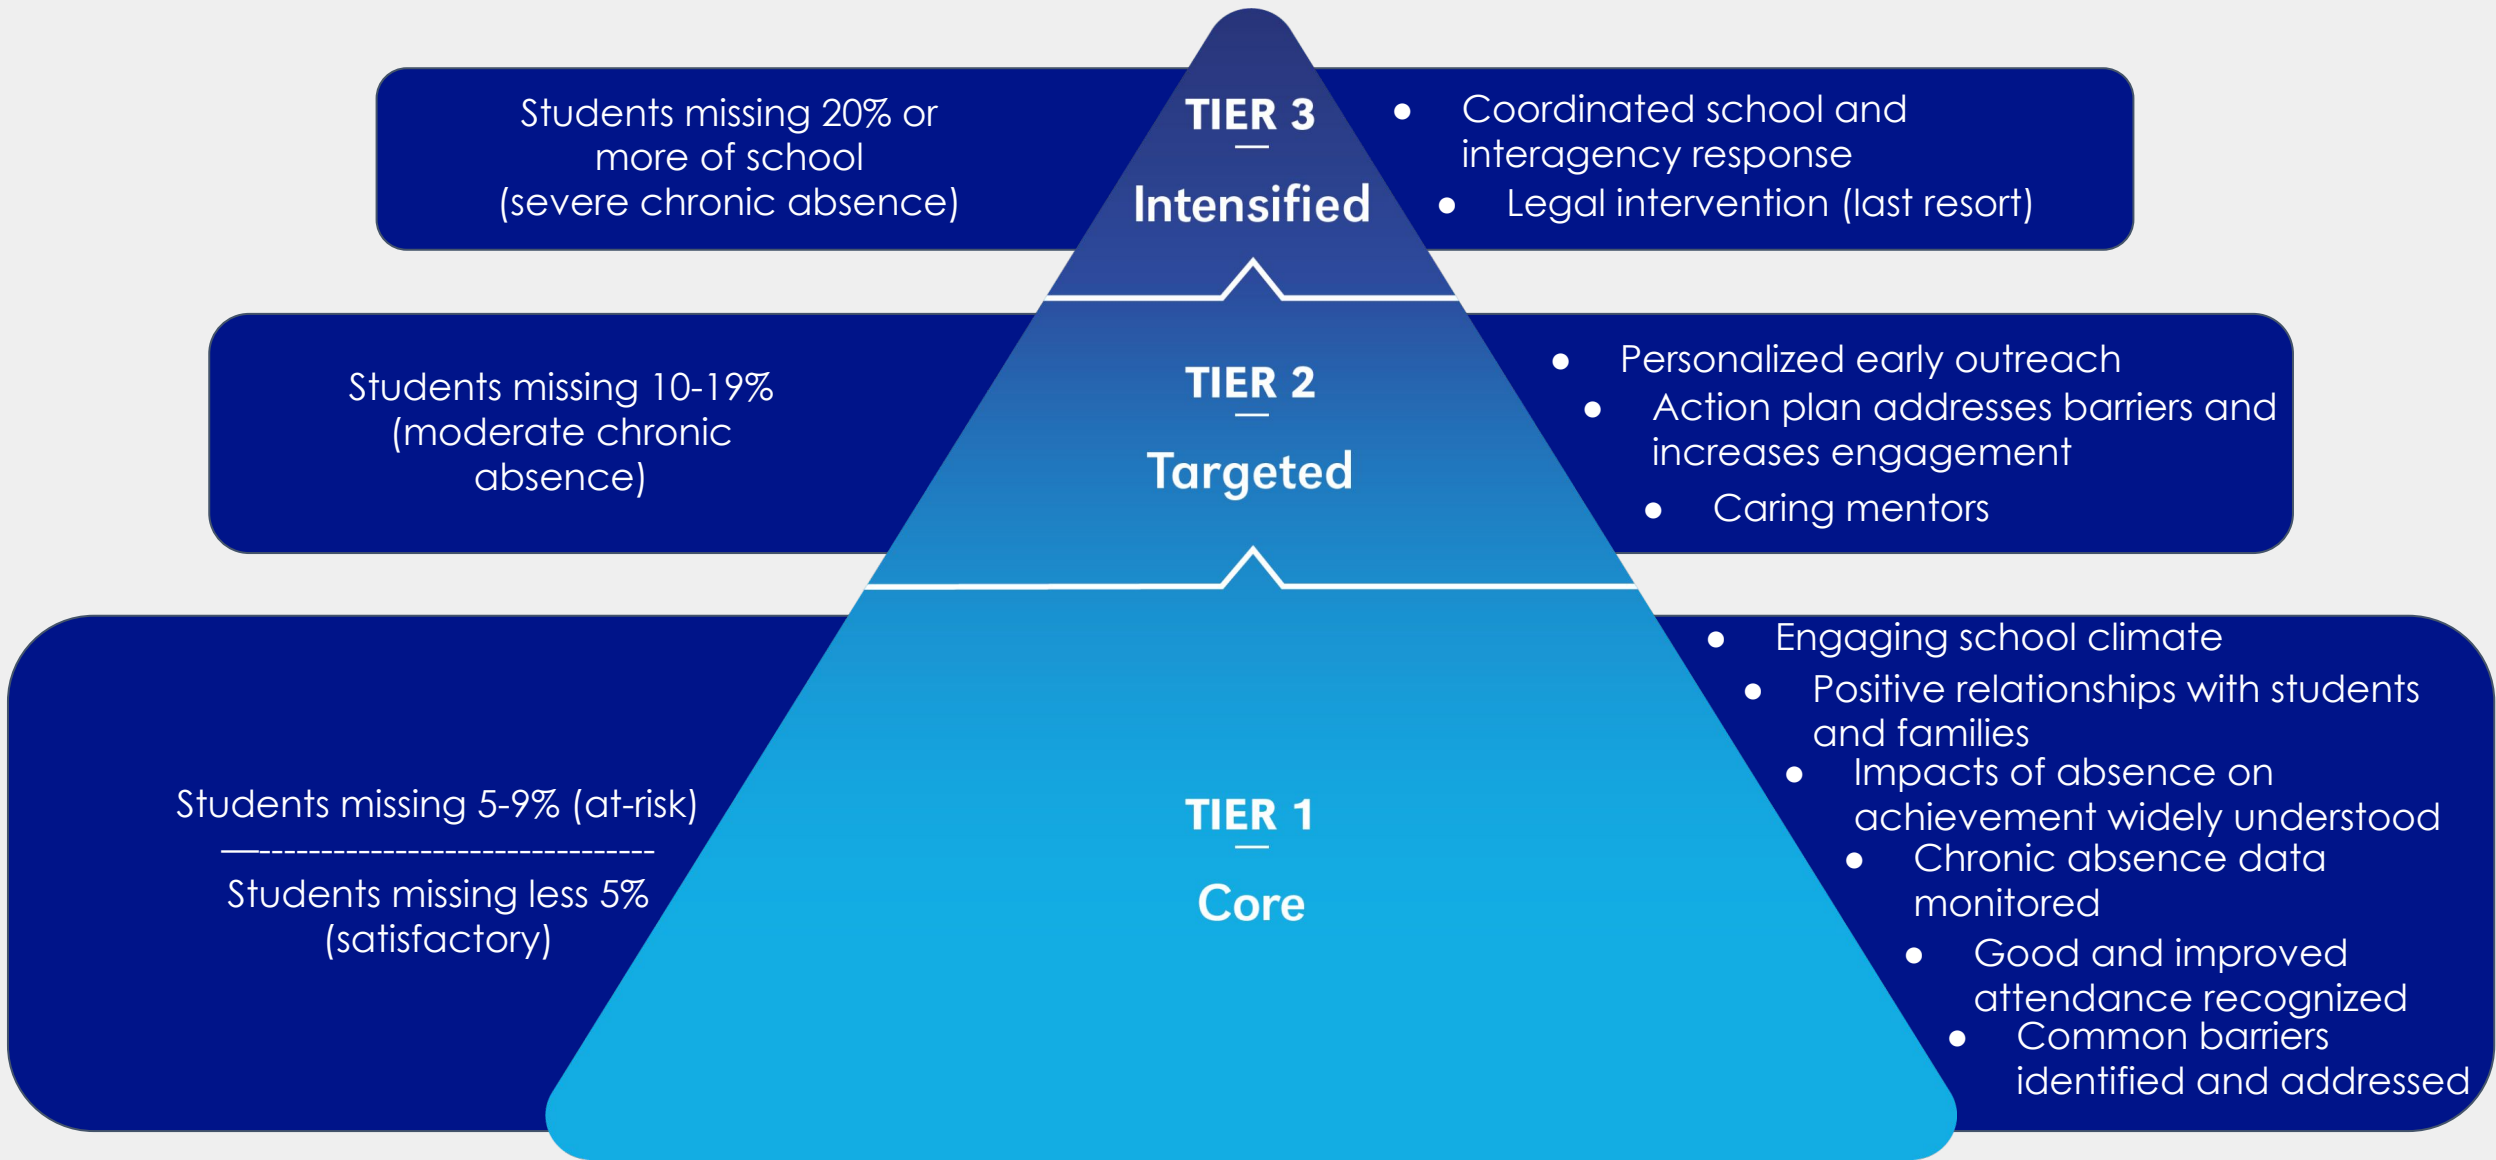 Students missing 20% or
more of school
(severe chronic absence)
TIER 3
Intensified
● Coordinated school and
interagency response
● Legal intervention (last resort)
Students missing 10-19%
(moderate chronic
absence)
TIER 2
Targeted
● Personalized early outreach
● Action plan addresses barriers and
increases engagement
● Caring mentors
Students missing 5-9% (at-risk)
—--------------------------------
Students missing less 5%
(satisfactory)
TIER 1
Core
● Engaging school climate
● Positive relationships with students
and families
● Impacts of absence on
achievement widely understood
● Chronic absence data
monitored
● Good and improved
attendance recognized
● Common barriers
identified and addressed